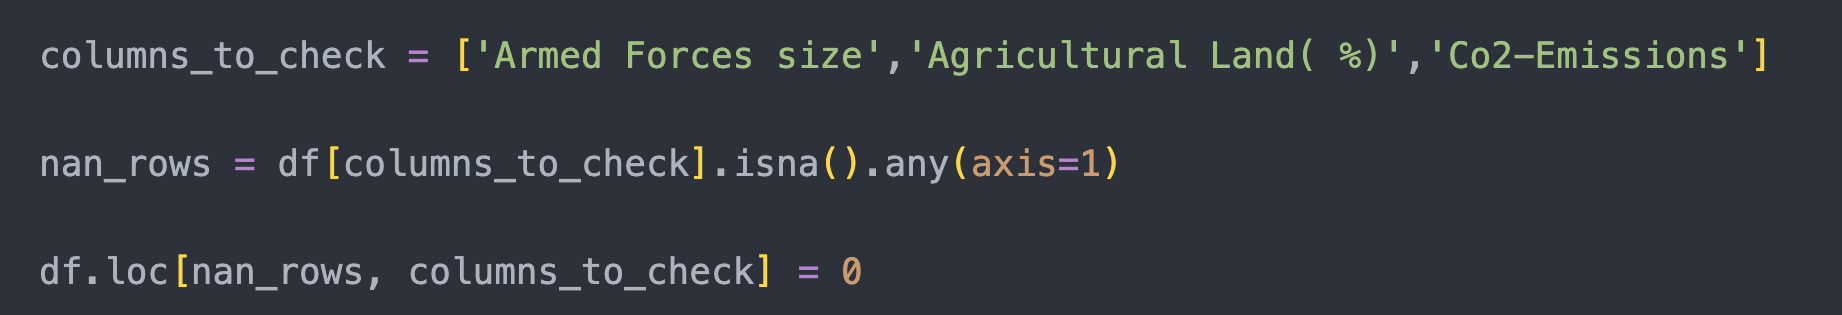 columns_to_check = ['Armed Forces size','Agricultural Land( %)','Co2-Emissions']
nan_rows = df[columns_to_check].isna().any(axis=1)
df.loc[nan_rows, columns_to_check] = 0